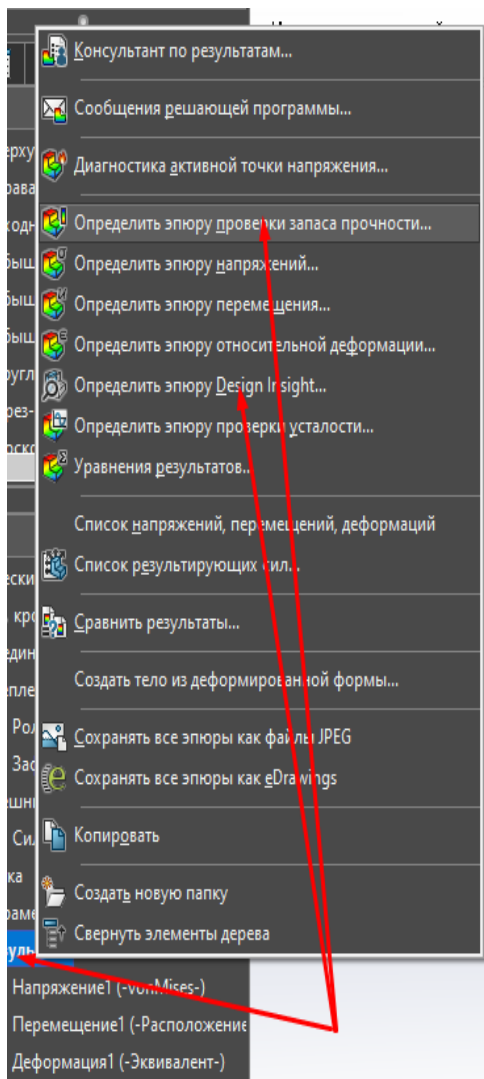 Консультант по результатам...
Сообщения решающей программы...
Диагностика активной точки напряжения...
Определить эпюру проверки запаса прочности...
Определить эпюру напряжений...
Определить эпюру перемещения...
Определить эпюру относительной деформации...
Определить эпюру Design Insight...
Определить эпюру проверки усталости...
Уравнения результатов...
Список напряжений, перемещений, деформаций
Список результирующих сил...
Сравнить результаты...
Создать тело из деформированной формы...
Сохранять все эпюры как файлы JPEG
Сохранять все эпюры как eDrawings
Копировать
Создать новую папку
Свернуть элементы дерева
Напряжение1 (-vonMises-)
Перемещение1 (-Расположение
Деформация1 (-Эквивалент-)